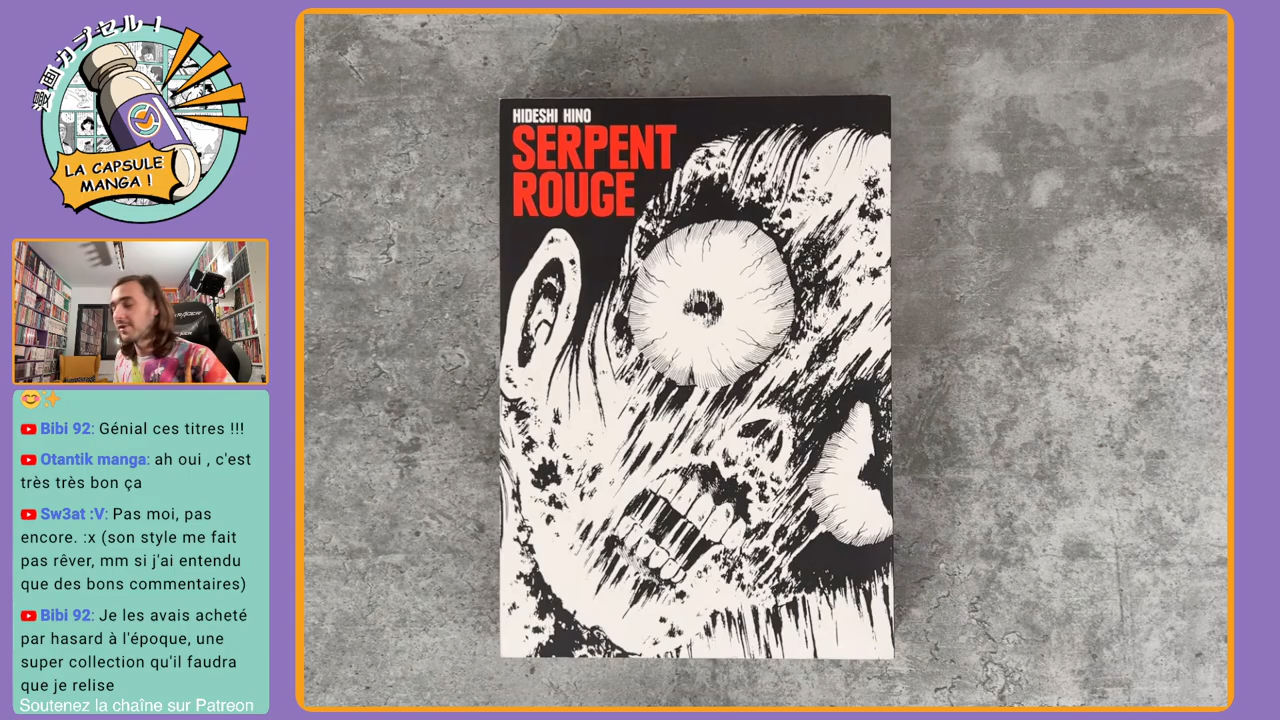 漫画カプセル！
LA CAPSULE
MANGA !
HIDESHI HINO
SERPENT
ROUGE
Bibi 92: Génial ces titres !!!
Otantik manga: ah oui , c'est
très très bon ça
Sw3at :V: Pas moi, pas
encore. :x (son style me fait
pas rêver, mm si j'ai entendu
que des bons commentaires)
Bibi 92: Je les avais acheté
par hasard à l'époque, une
super collection qu'il faudra
que je relise
Soutenez la chaîne sur Patreon